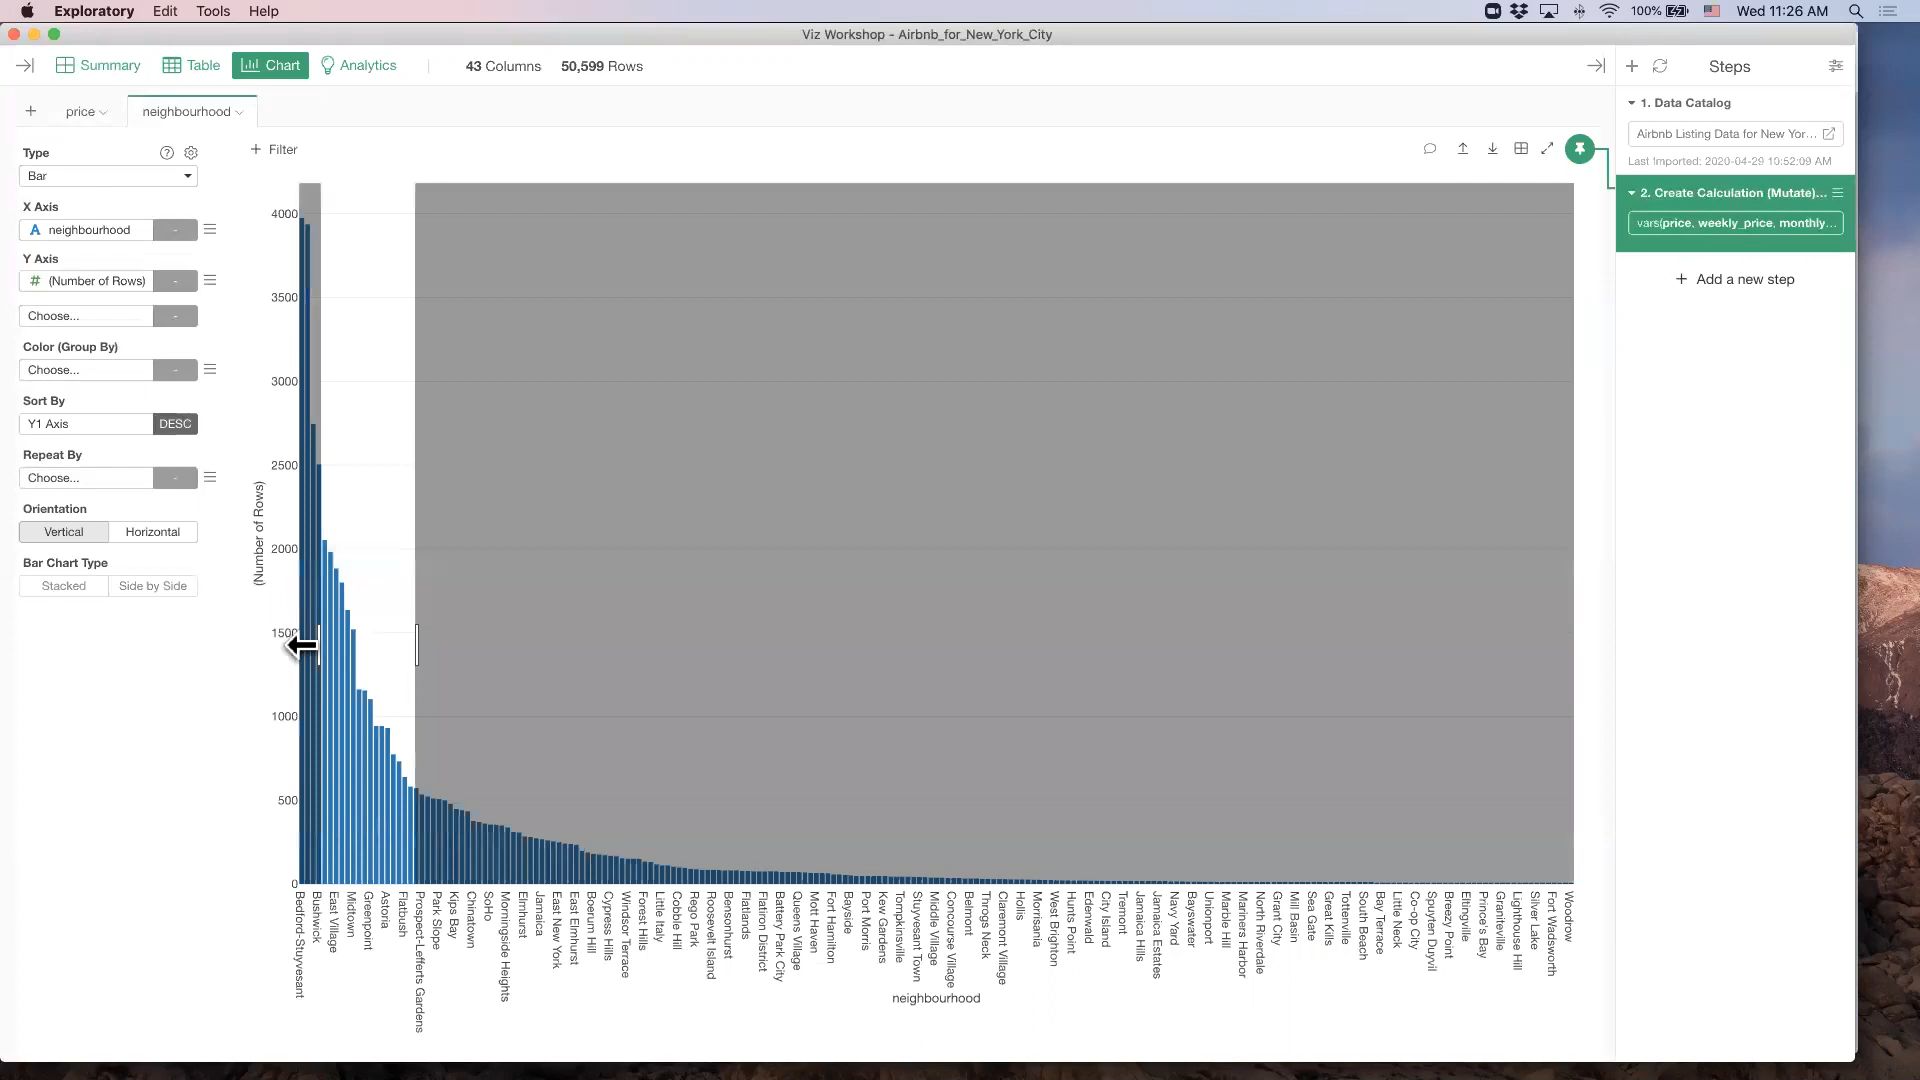 Exploratory Edit Tools Help
100% Wed 11:26 AM
Viz Workshop - Airbnb_for_New_York_City
Summary Table Chart Analytics 43 Columns 50,599 Rows
Steps
price neighbourhood
1. Data Catalog
Airbnb Listing Data for New Yor...
Last Imported: 2020-04-29 10:52:09 AM
2. Create Calculation (Mutate)...
vars(price, weekly_price, monthly...
+ Add a new step
+ Filter
Type
Bar
X Axis
A neighbourhood -
Y Axis
# (Number of Rows) -
Choose... -
Color (Group By)
Choose... -
Sort By
Y1 Axis DESC
Repeat By
Choose... -
Orientation
Vertical Horizontal
Bar Chart Type
Stacked Side by Side
(Number of Rows)
4000
3500
3000
2500
2000
1500
1000
500
0
Bedford-Stuyvesant
Bushwick
East Village
Midtown
Greenpoint
Astoria
Flatbush
Prospect-Lefferts Gardens
Park Slope
Kips Bay
Chinatown
SoHo
Morningside Heights
Elmhurst
Jamaica
East New York
East Elmhurst
Boerum Hill
Cypress Hills
Windsor Terrace
Forest Hills
Little Italy
Cobble Hill
Rego Park
Roosevelt Island
Bensonhurst
Flatlands
Flatiron District
Battery Park City
Queens Village
Mott Haven
Fort Hamilton
Bayside
Port Morris
Kew Gardens
Tompkinsville
Stuyvesant Town
Middle Village
Concourse Village
Belmont
Throgs Neck
Claremont Village
Hollis
Morrisania
West Brighton
Hunts Point
Edenwald
City Island
Tremont
Jamaica Hills
Jamaica Estates
Navy Yard
Bayswater
Unionport
Marble Hill
Mariners Harbor
North Riverdale
Grant City
Mill Basin
Sea Gate
Great Kills
Tottenville
South Beach
Bay Terrace
Little Neck
Co-op City
Spuyten Duyvil
Breezy Point
Eltingville
Prince's Bay
Graniteville
Lighthouse Hill
Silver Lake
Fort Wadsworth
Woodrow
neighbourhood